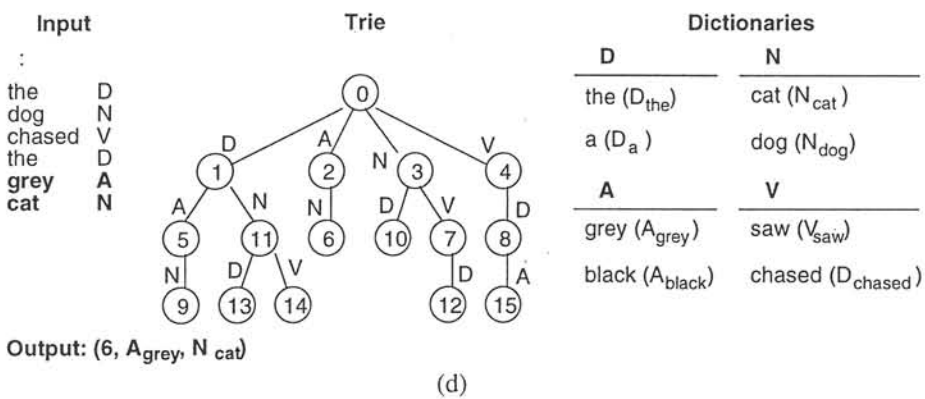 Input Trie Dictionaries
:
the D
dog N
chased V
the D
grey A
cat N
0
D A N V
1 2 3 4
A N N D V D
5 11 6 10 7 8
N D V D A
9 13 14 12 15
D N
the (D_the) cat (N_cat)
a (D_a) dog (N_dog)
A V
grey (A_grey) saw (V_saw)
black (A_black) chased (D_chased)
Output: (6, A_grey, N_cat)
(d)